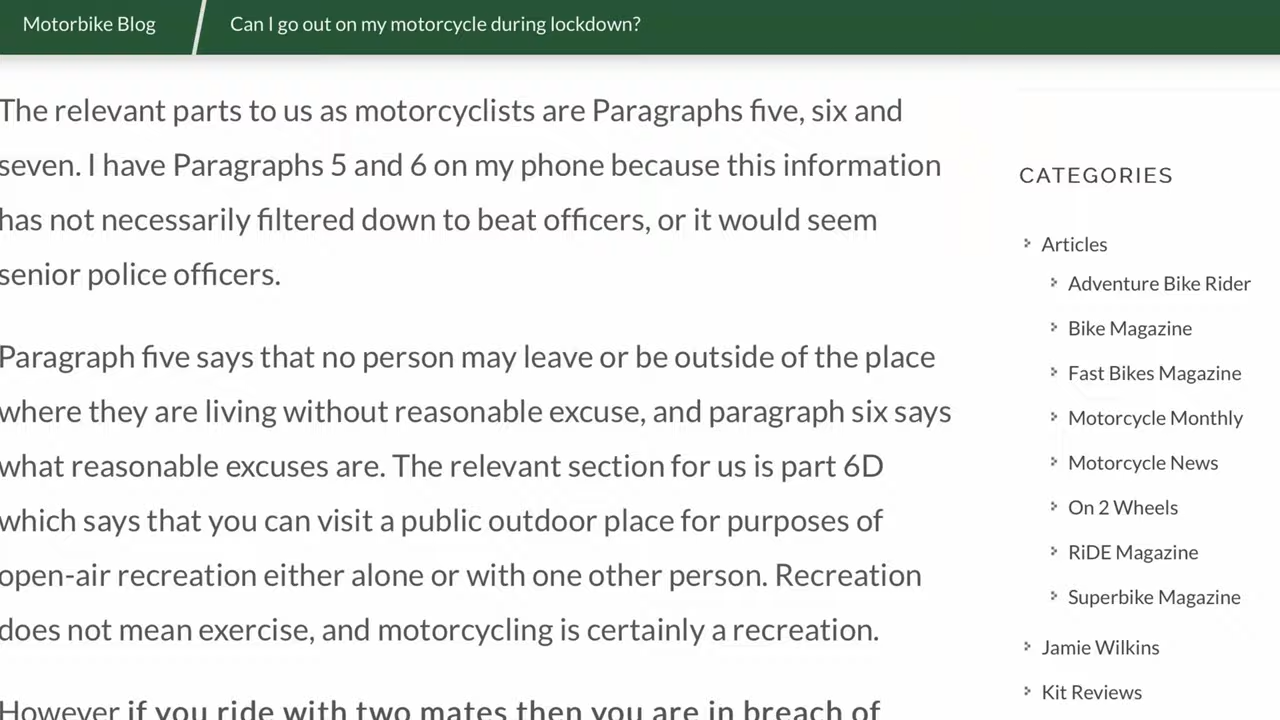 Motorbike Blog
Can I go out on my motorcycle during lockdown?
The relevant parts to us as motorcyclists are Paragraphs five, six and
seven. I have Paragraphs 5 and 6 on my phone because this information
has not necessarily filtered down to beat officers, or it would seem
senior police officers.
Paragraph five says that no person may leave or be outside of the place
where they are living without reasonable excuse, and paragraph six says
what reasonable excuses are. The relevant section for us is part 6D
which says that you can visit a public outdoor place for purposes of
open-air recreation either alone or with one other person. Recreation
does not mean exercise, and motorcycling is certainly a recreation.
However if you ride with two mates then you are in breach of
CATEGORIES
Articles
Adventure Bike Rider
Bike Magazine
Fast Bikes Magazine
Motorcycle Monthly
Motorcycle News
On 2 Wheels
RiDE Magazine
Superbike Magazine
Jamie Wilkins
Kit Reviews